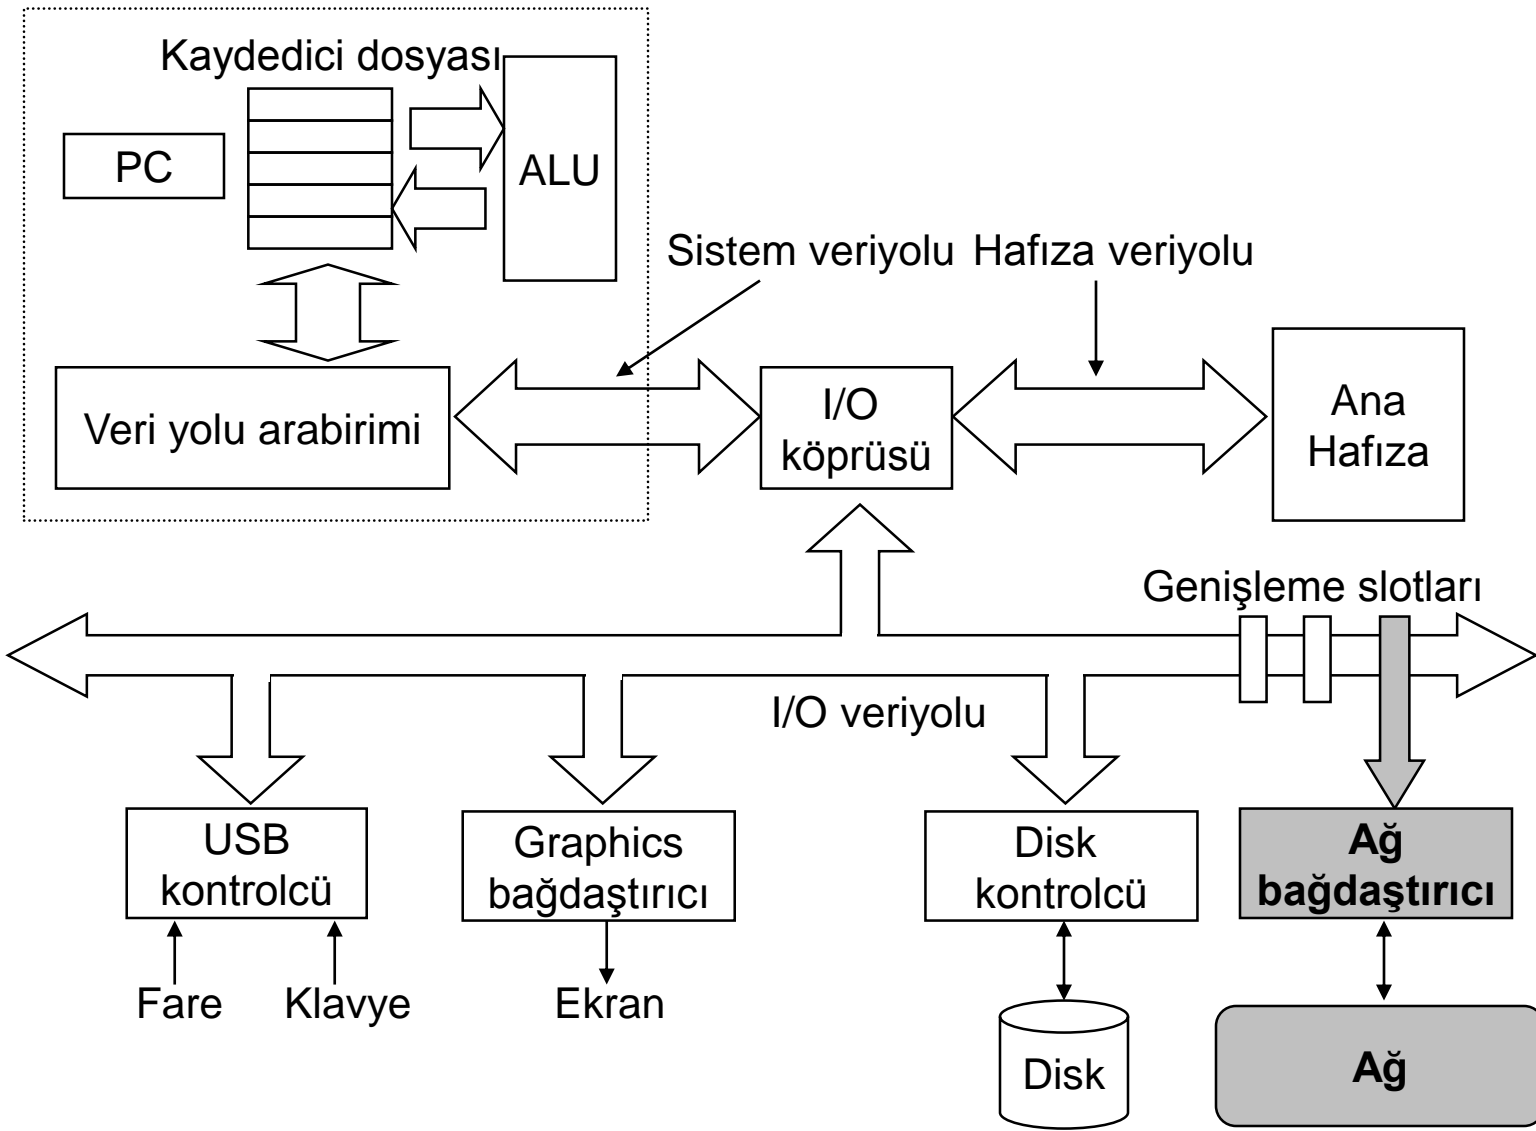 Kaydedici dosyası
PC
ALU
Sistem veriyolu
Hafıza veriyolu
Veri yolu arabirimi
I/O
köprüsü
Ana
Hafıza
Genişleme slotları
I/O veriyolu
USB
kontrolcü
Graphics
bağdaştırıcı
Disk
kontrolcü
Ağ
bağdaştırıcı
Fare
Klavye
Ekran
Disk
Ağ